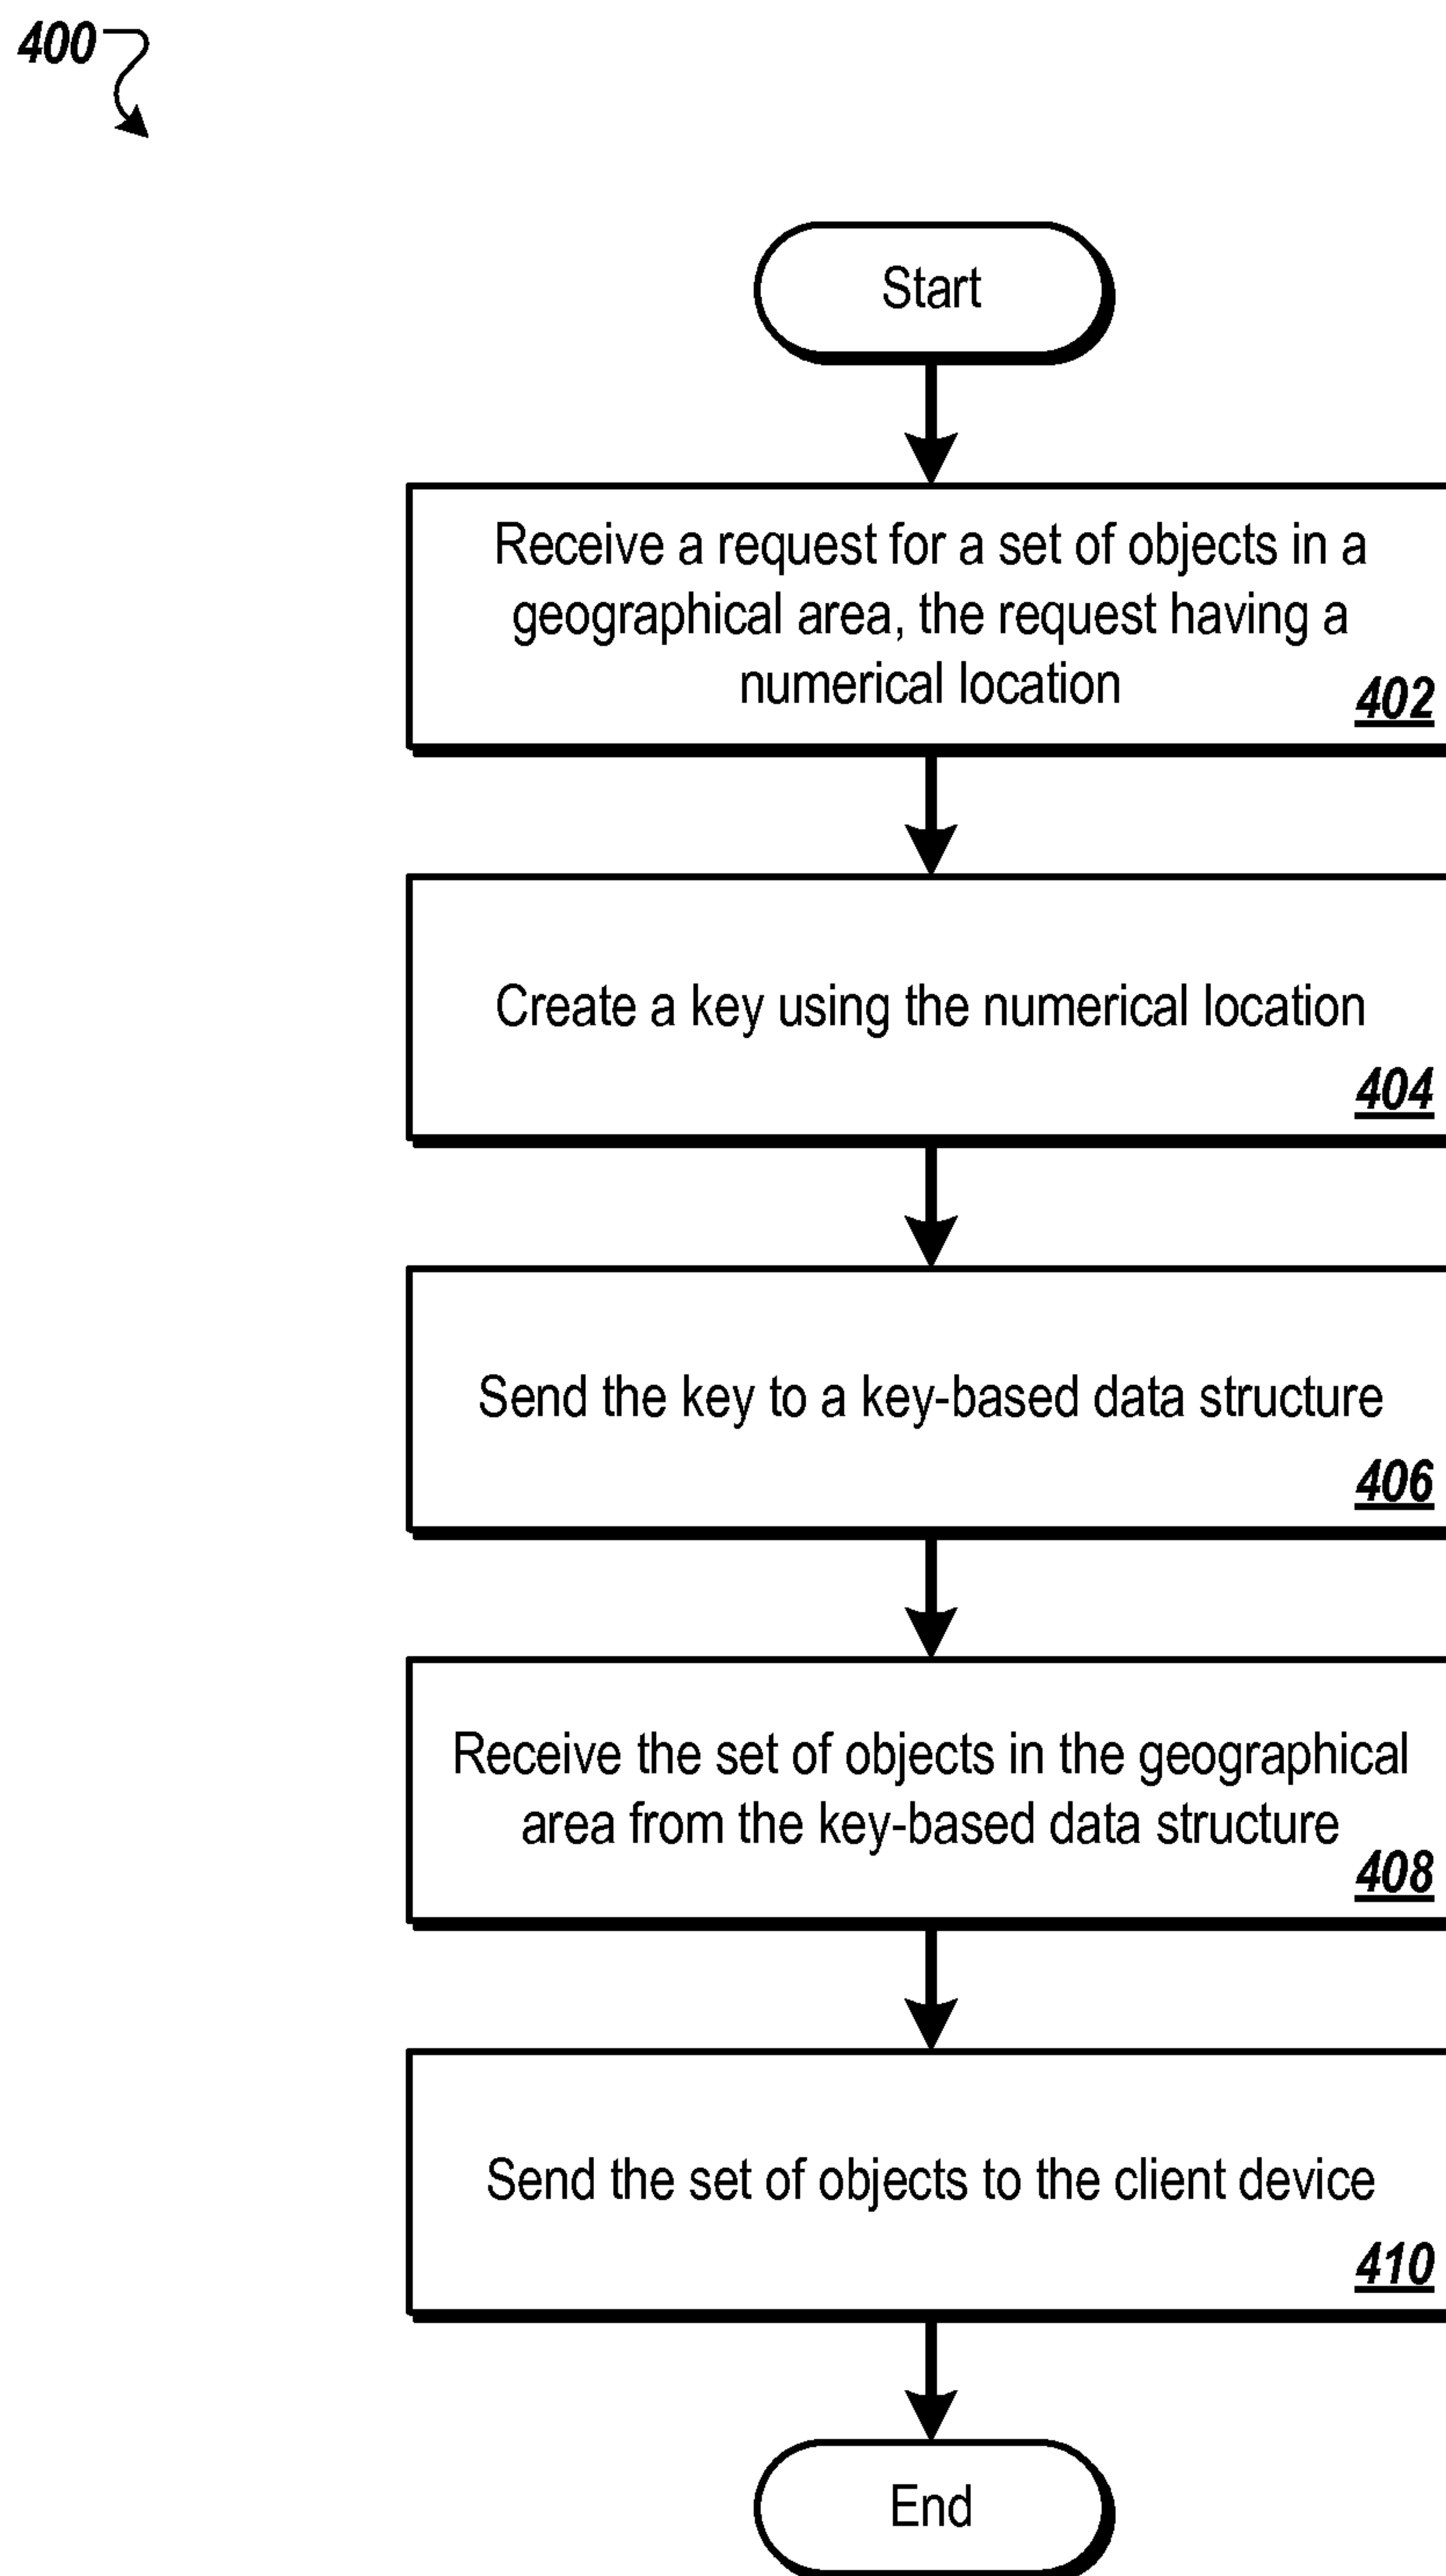 400
Start
Receive a request for a set of objects in a
geographical area, the request having a
numerical location
402
Create a key using the numerical location
404
Send the key to a key-based data structure
406
Receive the set of objects in the geographical
area from the key-based data structure
408
Send the set of objects to the client device
410
End